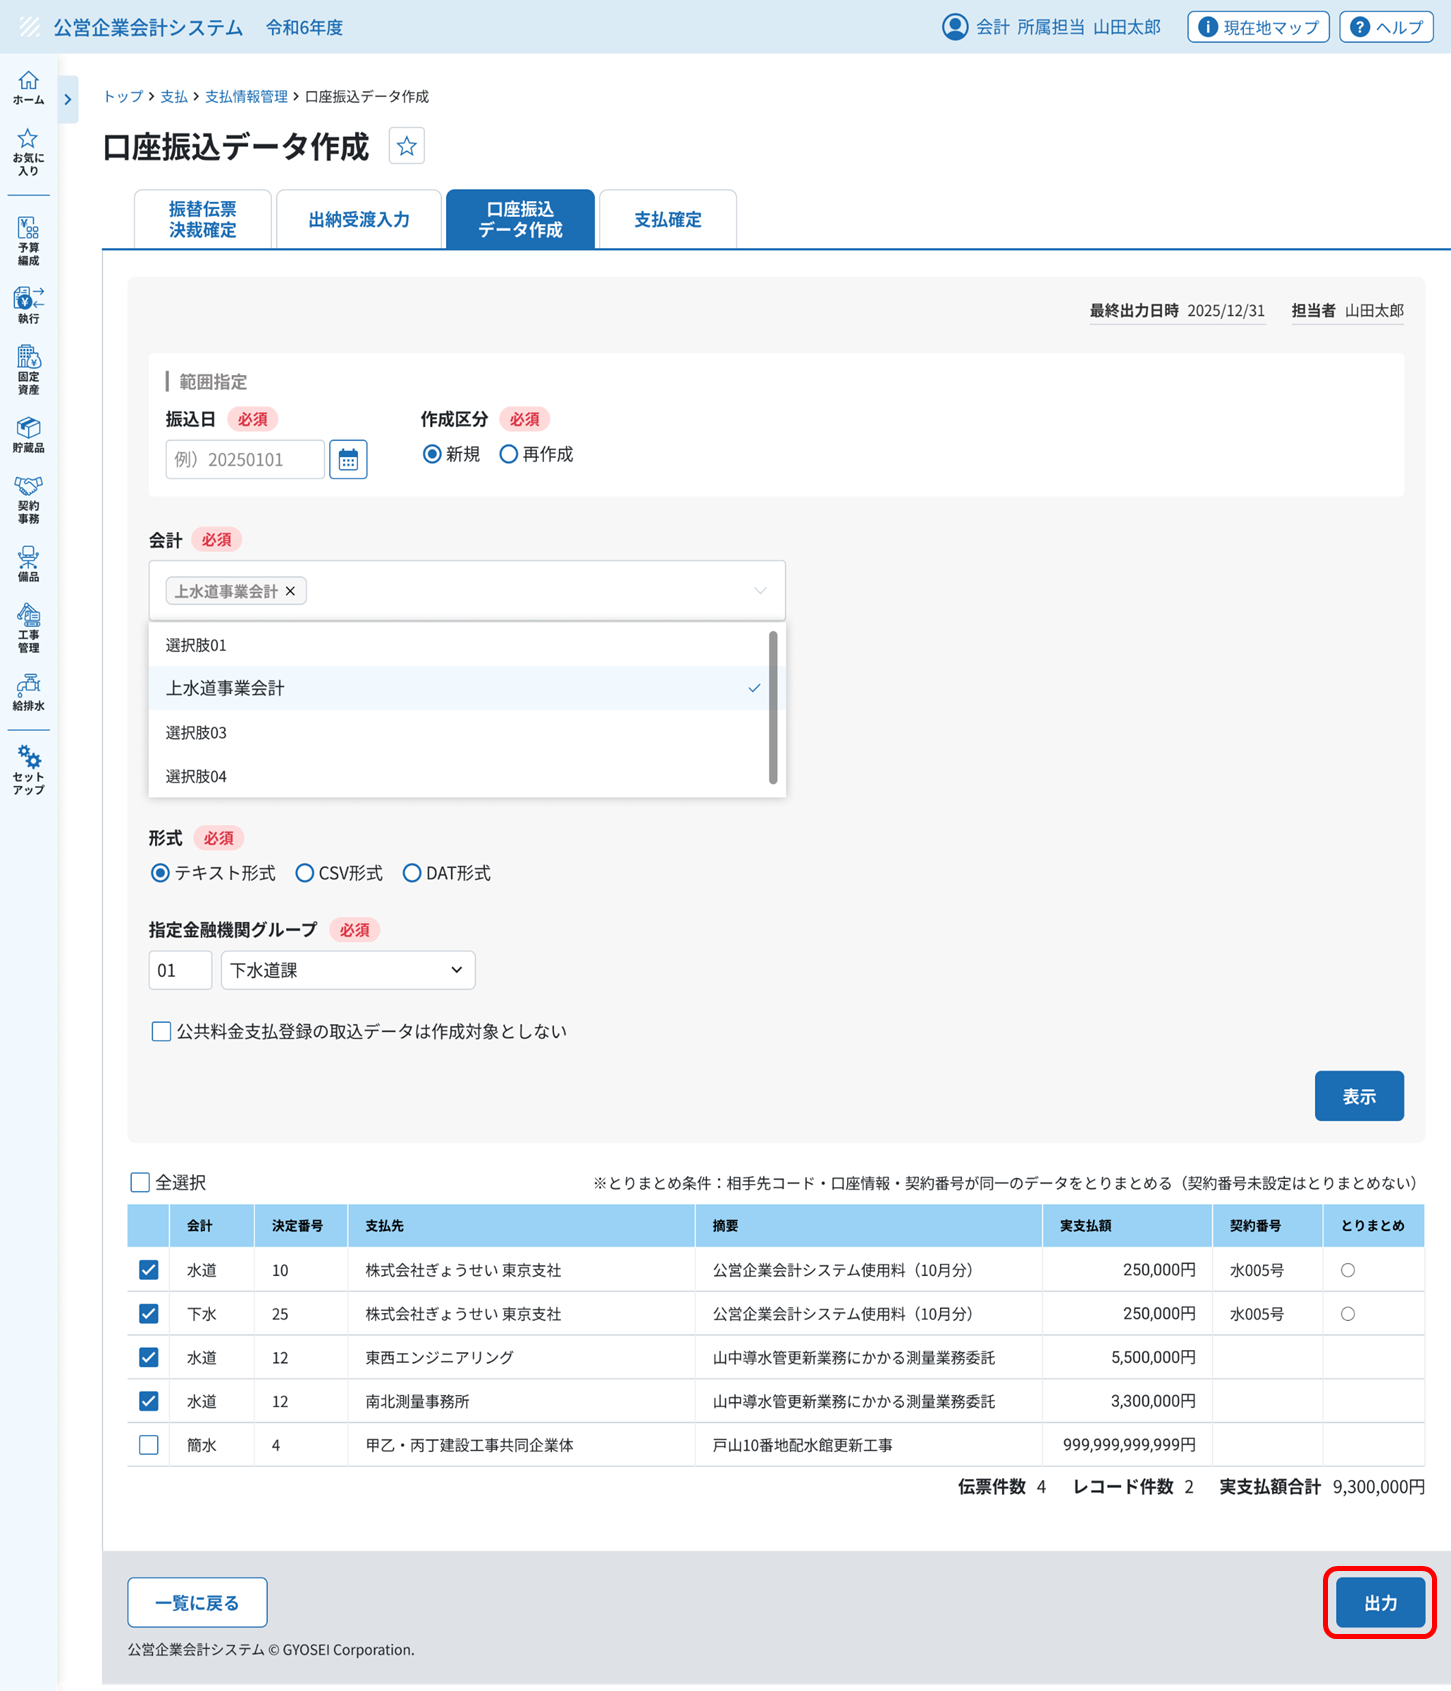 公営企業会計システム 令和6年度
会計 所属担当 山田太郎 現在地マップ ヘルプ
ホーム
お気に
入り
予算
編成
執行
固定
資産
貯蔵品
契約
事務
備品
工事
管理
給排水
セット
アップ
トップ › 支払 › 支払情報管理 › 口座振込データ作成
口座振込データ作成
振替伝票
決裁確定
出納受渡入力
口座振込
データ作成
支払確定
最終出力日時 2025/12/31 担当者 山田太郎
範囲指定
振込日 必須 作成区分 必須
例）20250101 新規 再作成
会計 必須
上水道事業会計 ×
選択肢01
上水道事業会計
選択肢03
選択肢04
形式 必須
テキスト形式 CSV形式 DAT形式
指定金融機関グループ 必須
01 下水道課
公共料金支払登録の取込データは作成対象としない
表示
全選択 ※とりまとめ条件：相手先コード・口座情報・契約番号が同一のデータをとりまとめる（契約番号未設定はとりまとめない）
会計 決定番号 支払先 摘要 実支払額 契約番号 とりまとめ
水道 10 株式会社ぎょうせい 東京支社 公営企業会計システム使用料（10月分） 250,000円 水005号 ○
下水 25 株式会社ぎょうせい 東京支社 公営企業会計システム使用料（10月分） 250,000円 水005号 ○
水道 12 東西エンジニアリング 山中導水管更新業務にかかる測量業務委託 5,500,000円
水道 12 南北測量事務所 山中導水管更新業務にかかる測量業務委託 3,300,000円
簡水 4 甲乙・丙丁建設工事共同企業体 戸山10番地配水館更新工事 999,999,999,999円
伝票件数 4 レコード件数 2 実支払額合計 9,300,000円
一覧に戻る 出力
公営企業会計システム © GYOSEI Corporation.